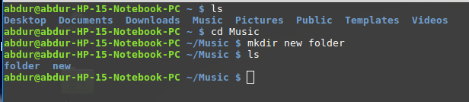 abdur@abdur-HP-15-Notebook-PC ~ $ ls
Desktop  Documents  Downloads  Music  Pictures  Public  Templates  Videos
abdur@abdur-HP-15-Notebook-PC ~ $ cd Music
abdur@abdur-HP-15-Notebook-PC ~/Music $ mkdir new folder
abdur@abdur-HP-15-Notebook-PC ~/Music $ ls
folder  new
abdur@abdur-HP-15-Notebook-PC ~/Music $